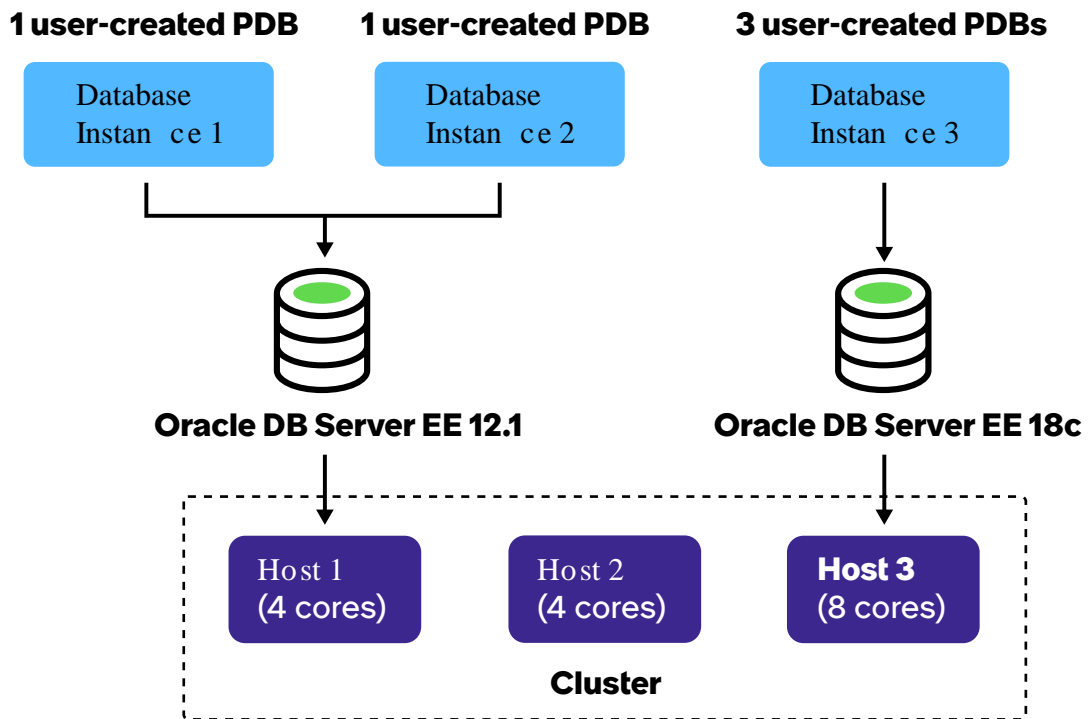 1 user-created PDB
1 user-created PDB
3 user-created PDBs
Database
Instan ce 1
Database
Instan ce 2
Database
Instan ce 3
Oracle DB Server EE 12.1
Oracle DB Server EE 18c
Host 1
(4 cores)
Host 2
(4 cores)
Host 3
(8 cores)
Cluster